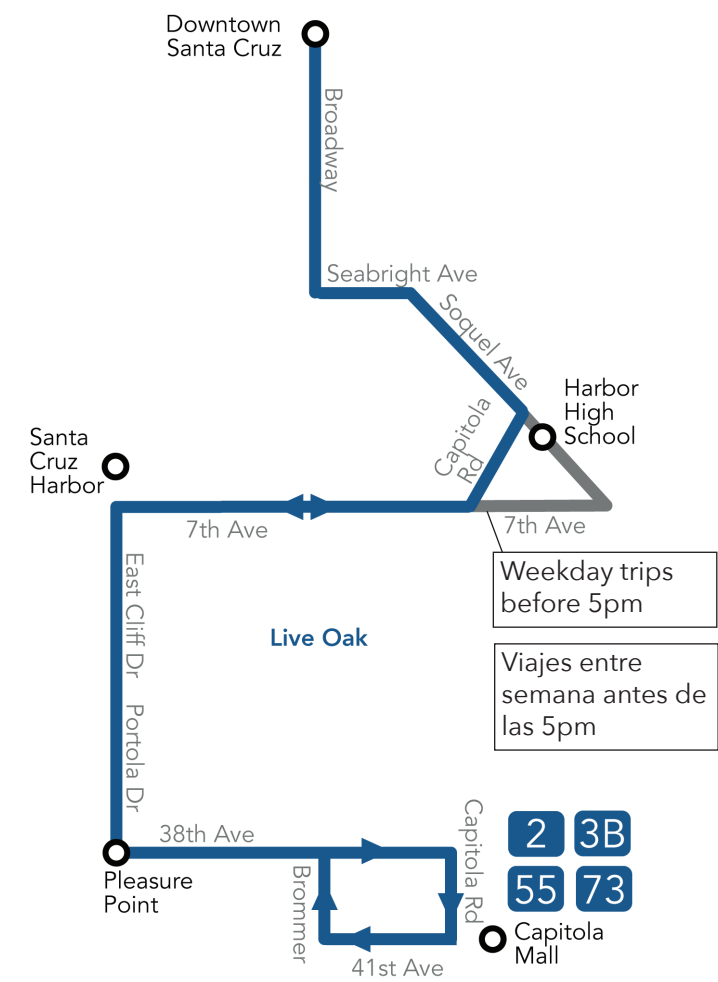 Downtown
Santa Cruz
Broadway
Seabright Ave
Soquel Ave
Harbor
High
School
Capitola
Rd
Santa
Cruz
Harbor
7th Ave
7th Ave
Weekday trips
before 5pm
Viajes entre
semana antes de
las 5pm
East Cliff Dr
Live Oak
Portola Dr
38th Ave
Capitola Rd
2
3B
55
73
Pleasure
Point
Brommer
Capitola
Mall
41st Ave